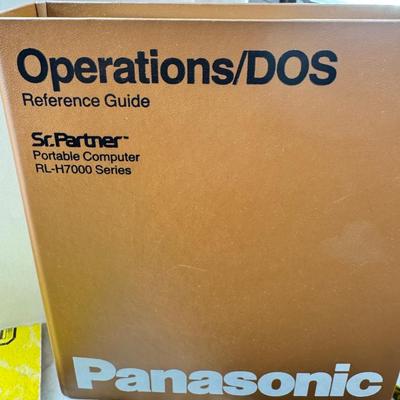 Operations/DOS
Reference Guide
Sr.Partner™
Portable Computer
RL-H7000 Series
Panasonic